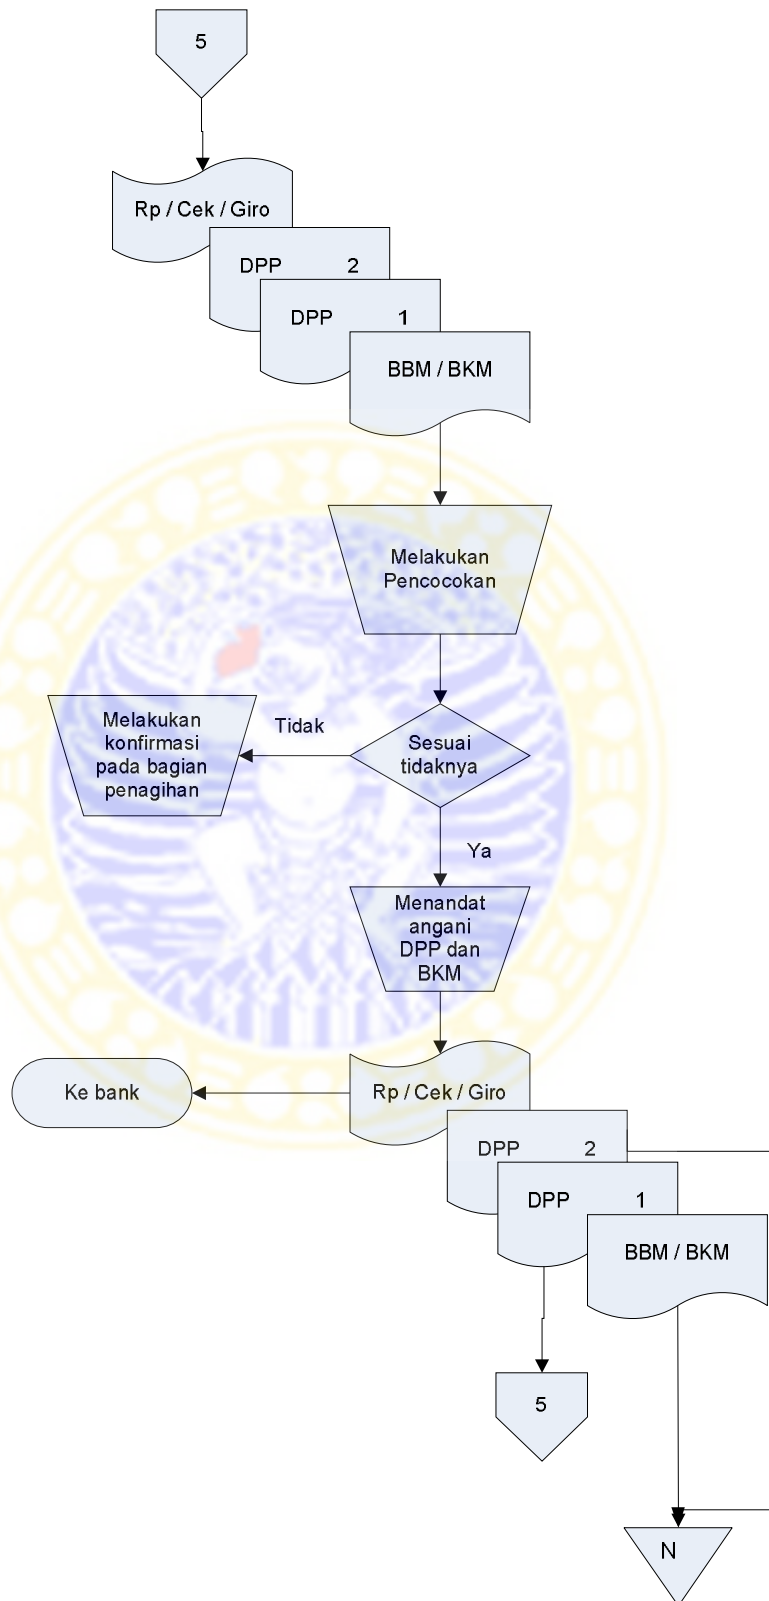 5
Rp / Cek / Giro
DPP 2
DPP 1
BBM / BKM
Melakukan
Pencocokan
Melakukan
konfirmasi
pada bagian
penagihan
Tidak
Sesuai
tidaknya
Ya
Menandat
angani
DPP dan
BKM
Ke bank
Rp / Cek / Giro
DPP 2
DPP 1
BBM / BKM
5
N